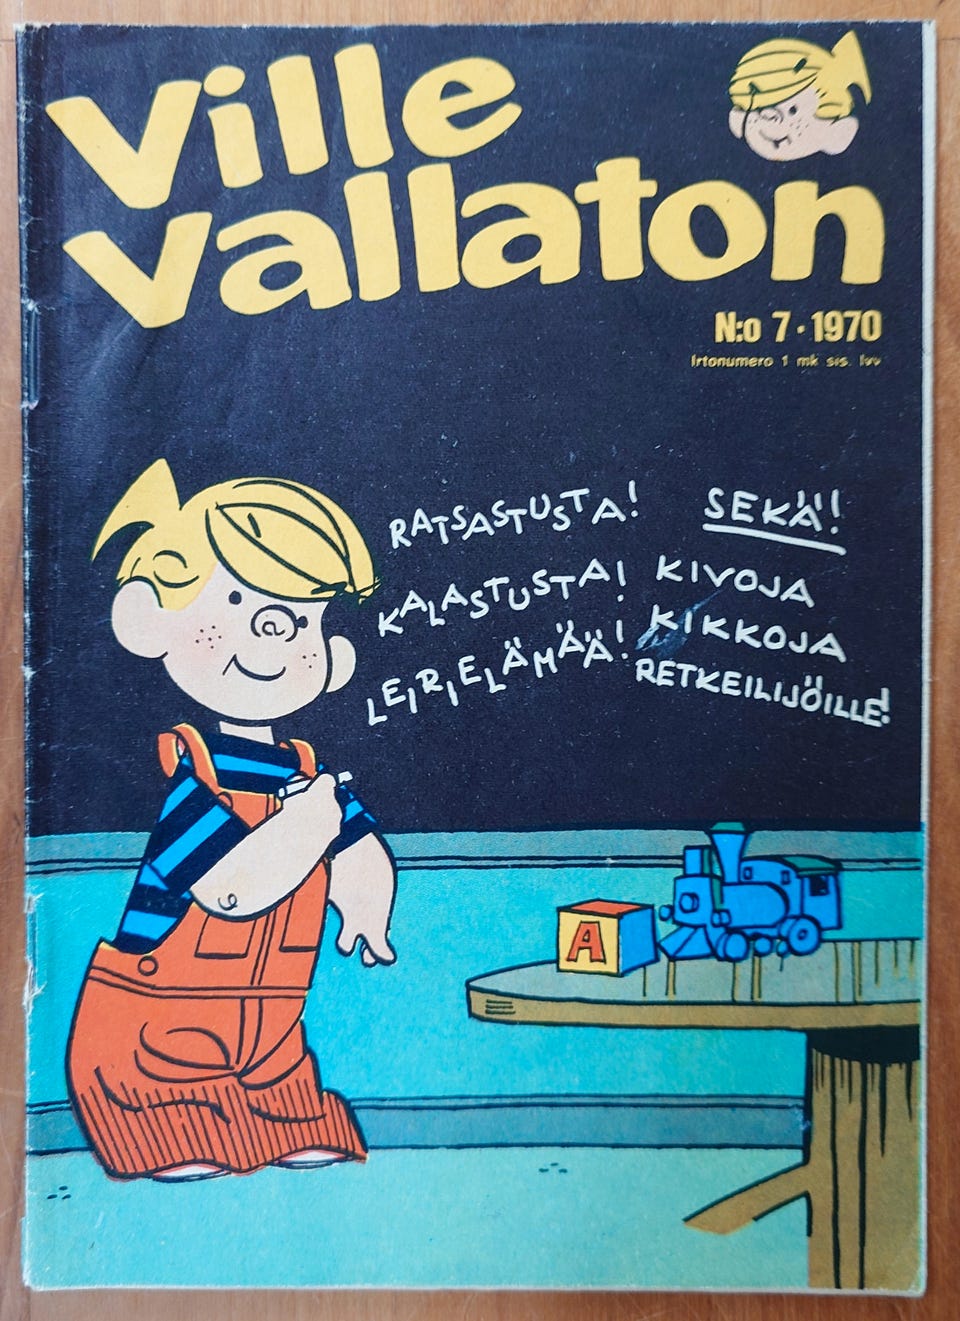 Ville
Vallaton
N:o 7 • 1970
Irtonumero 1 mk sis. lvv
RATSASTUSTA!
KALASTUSTA!
LEIRIELÄMÄÄ!
SEKÄ!
KIVOJA
KIKKOJA
RETKEILIJÖILLE!
A